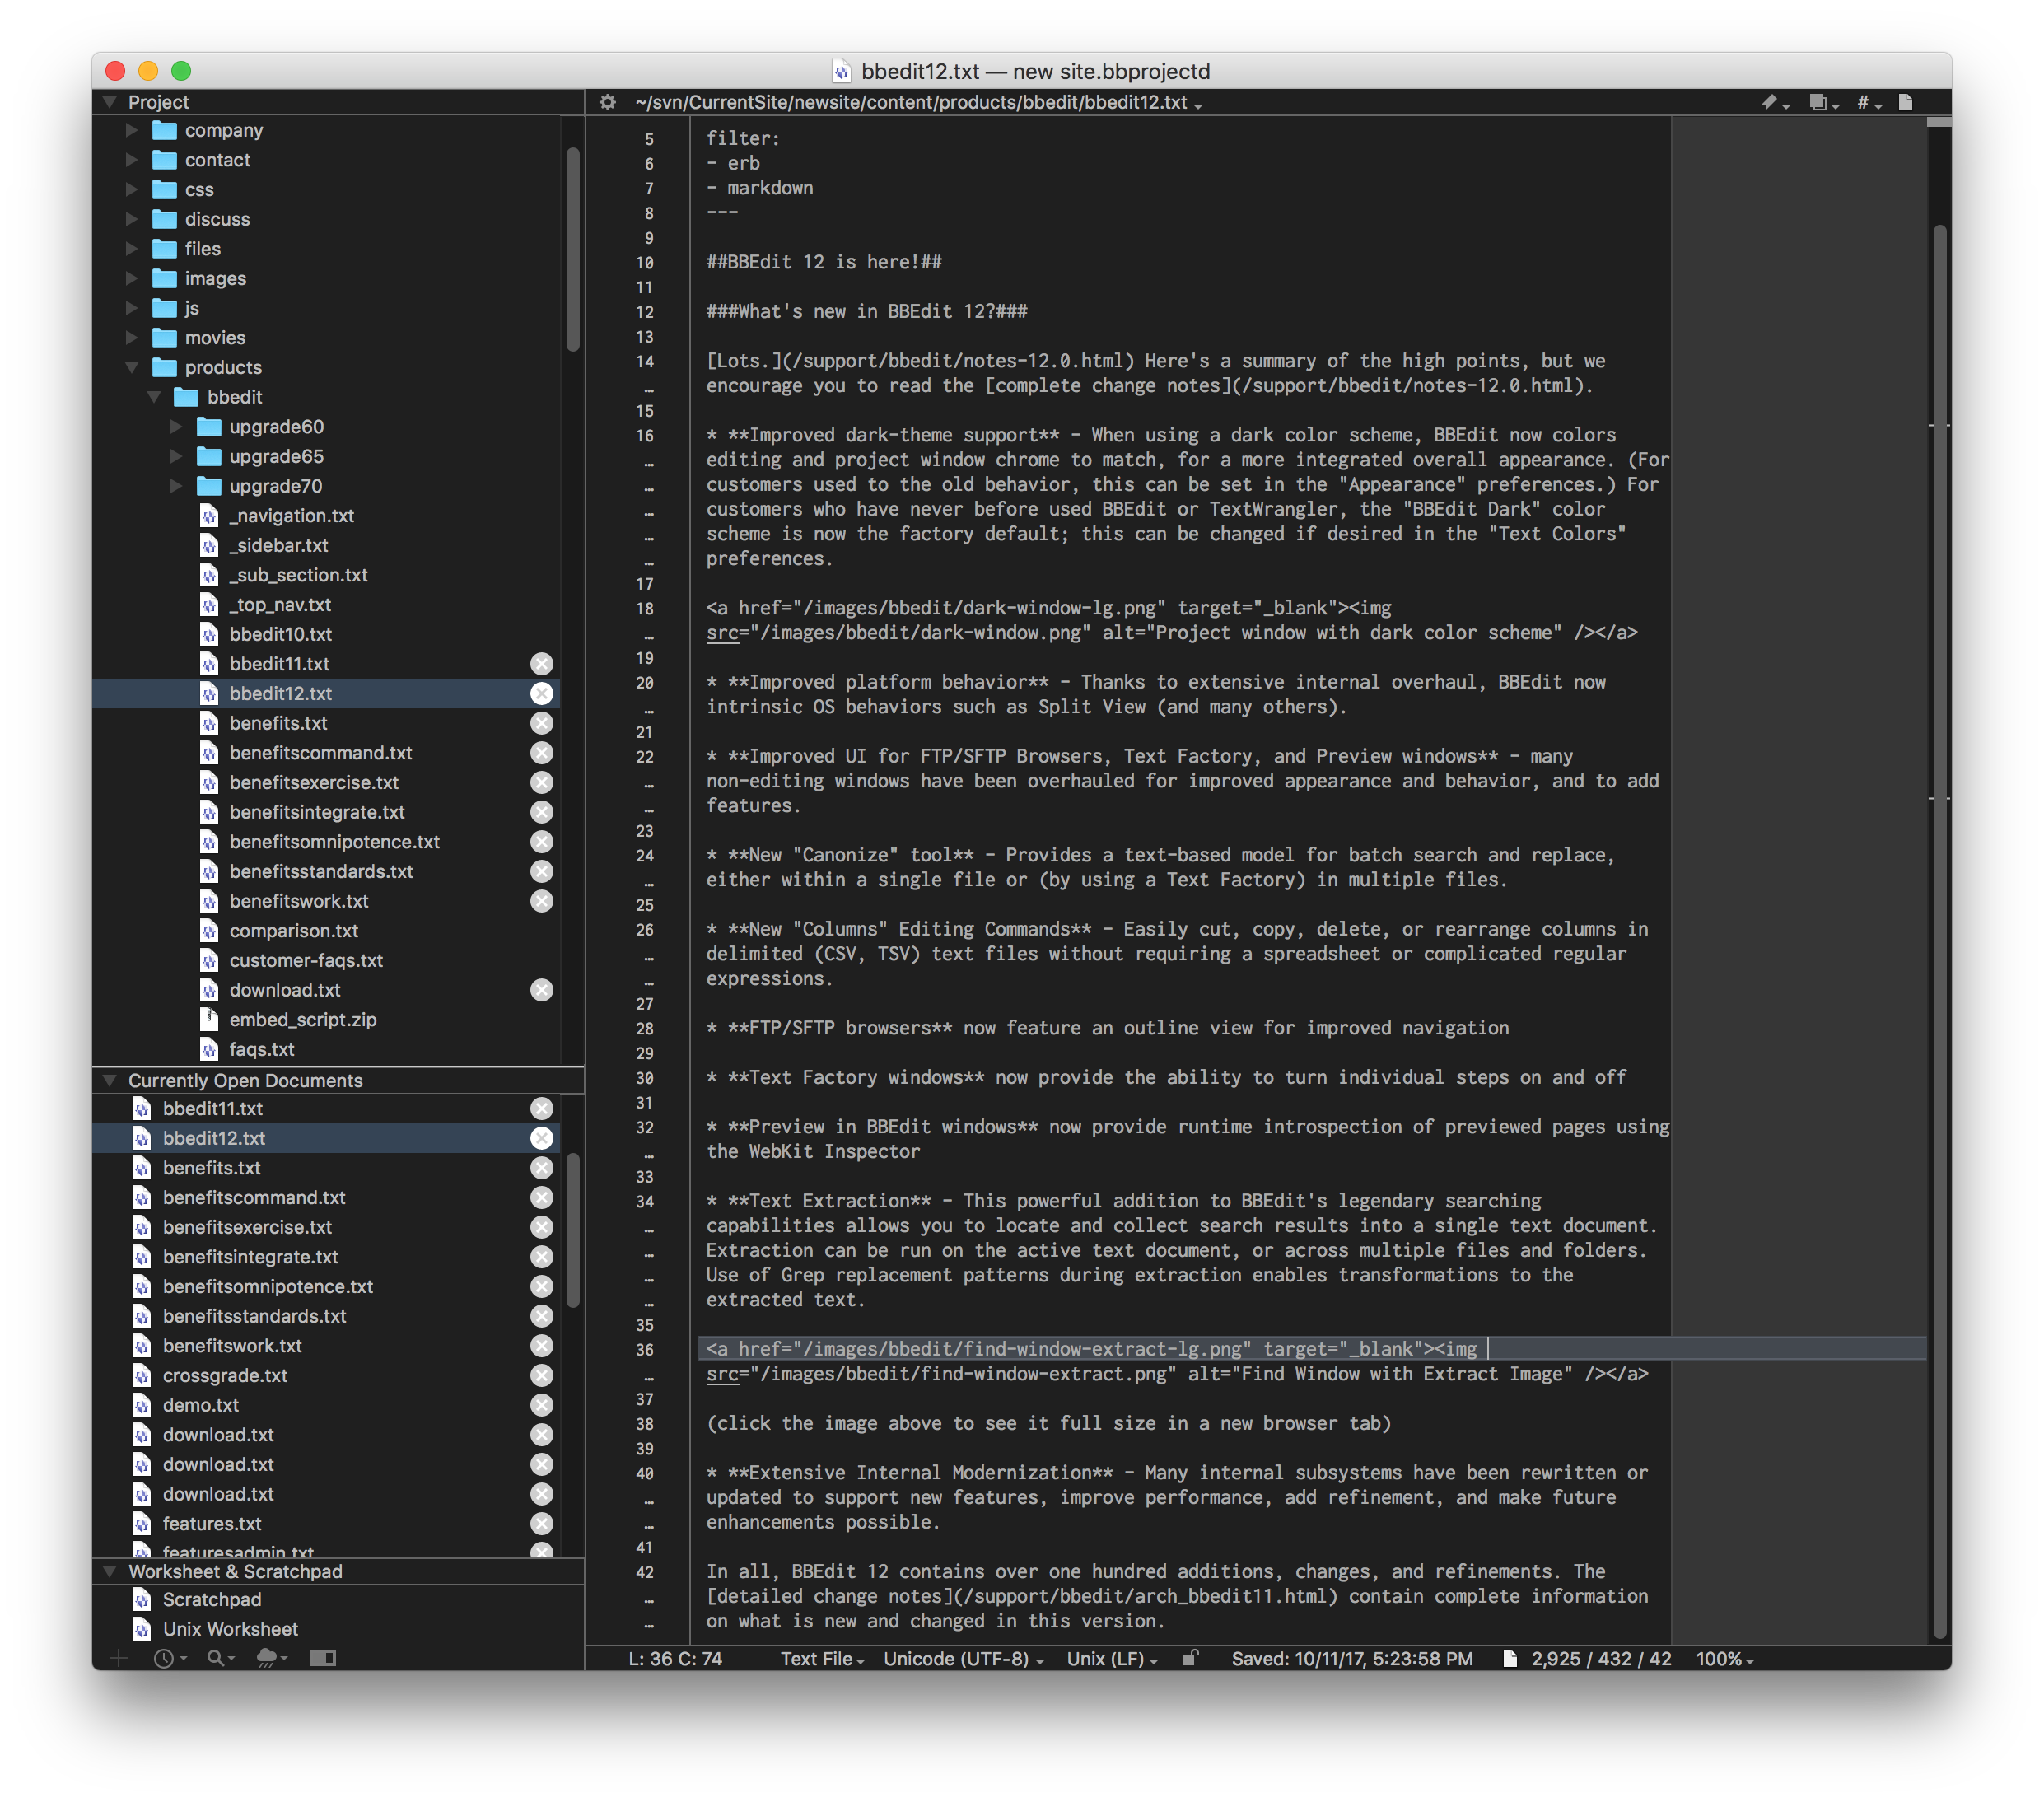 bbedit12.txt — new site.bbprojectd
Project
company
contact
css
discuss
files
images
js
movies
products
bbedit
upgrade60
upgrade65
upgrade70
_navigation.txt
_sidebar.txt
_sub_section.txt
_top_nav.txt
bbedit10.txt
bbedit11.txt
bbedit12.txt
benefits.txt
benefitscommand.txt
benefitsexercise.txt
benefitsintegrate.txt
benefitsomnipotence.txt
benefitsstandards.txt
benefitswork.txt
comparison.txt
customer-faqs.txt
download.txt
embed_script.zip
faqs.txt
Currently Open Documents
bbedit11.txt
bbedit12.txt
benefits.txt
benefitscommand.txt
benefitsexercise.txt
benefitsintegrate.txt
benefitsomnipotence.txt
benefitsstandards.txt
benefitswork.txt
crossgrade.txt
demo.txt
download.txt
download.txt
download.txt
features.txt
featuresadmin.txt
Worksheet & Scratchpad
Scratchpad
Unix Worksheet
~/svn/CurrentSite/newsite/content/products/bbedit/bbedit12.txt
#
5 filter:
6 - erb
7 - markdown
8 ---
9
10 ##BBEdit 12 is here!##
11
12 ###What's new in BBEdit 12?###
13
14 [Lots.](/support/bbedit/notes-12.0.html) Here's a summary of the high points, but we
… encourage you to read the [complete change notes](/support/bbedit/notes-12.0.html).
15
16 * **Improved dark-theme support** - When using a dark color scheme, BBEdit now colors
… editing and project window chrome to match, for a more integrated overall appearance. (For
… customers used to the old behavior, this can be set in the "Appearance" preferences.) For
… customers who have never before used BBEdit or TextWrangler, the "BBEdit Dark" color
… scheme is now the factory default; this can be changed if desired in the "Text Colors"
… preferences.
17
18 <a href="/images/bbedit/dark-window-lg.png" target="_blank"><img
… src="/images/bbedit/dark-window.png" alt="Project window with dark color scheme" /></a>
19
20 * **Improved platform behavior** - Thanks to extensive internal overhaul, BBEdit now
… intrinsic OS behaviors such as Split View (and many others).
21
22 * **Improved UI for FTP/SFTP Browsers, Text Factory, and Preview windows** - many
… non-editing windows have been overhauled for improved appearance and behavior, and to add
… features.
23
24 * **New "Canonize" tool** - Provides a text-based model for batch search and replace,
… either within a single file or (by using a Text Factory) in multiple files.
25
26 * **New "Columns" Editing Commands** - Easily cut, copy, delete, or rearrange columns in
… delimited (CSV, TSV) text files without requiring a spreadsheet or complicated regular
… expressions.
27
28 * **FTP/SFTP browsers** now feature an outline view for improved navigation
29
30 * **Text Factory windows** now provide the ability to turn individual steps on and off
31
32 * **Preview in BBEdit windows** now provide runtime introspection of previewed pages using
… the WebKit Inspector
33
34 * **Text Extraction** - This powerful addition to BBEdit's legendary searching
… capabilities allows you to locate and collect search results into a single text document.
… Extraction can be run on the active text document, or across multiple files and folders.
… Use of Grep replacement patterns during extraction enables transformations to the
… extracted text.
35
36 <a href="/images/bbedit/find-window-extract-lg.png" target="_blank"><img
… src="/images/bbedit/find-window-extract.png" alt="Find Window with Extract Image" /></a>
37
38 (click the image above to see it full size in a new browser tab)
39
40 * **Extensive Internal Modernization** - Many internal subsystems have been rewritten or
… updated to support new features, improve performance, add refinement, and make future
… enhancements possible.
41
42 In all, BBEdit 12 contains over one hundred additions, changes, and refinements. The
… [detailed change notes](/support/bbedit/arch_bbedit11.html) contain complete information
… on what is new and changed in this version.
L: 36 C: 74 Text File Unicode (UTF-8) Unix (LF) Saved: 10/11/17, 5:23:58 PM 2,925 / 432 / 42 100%